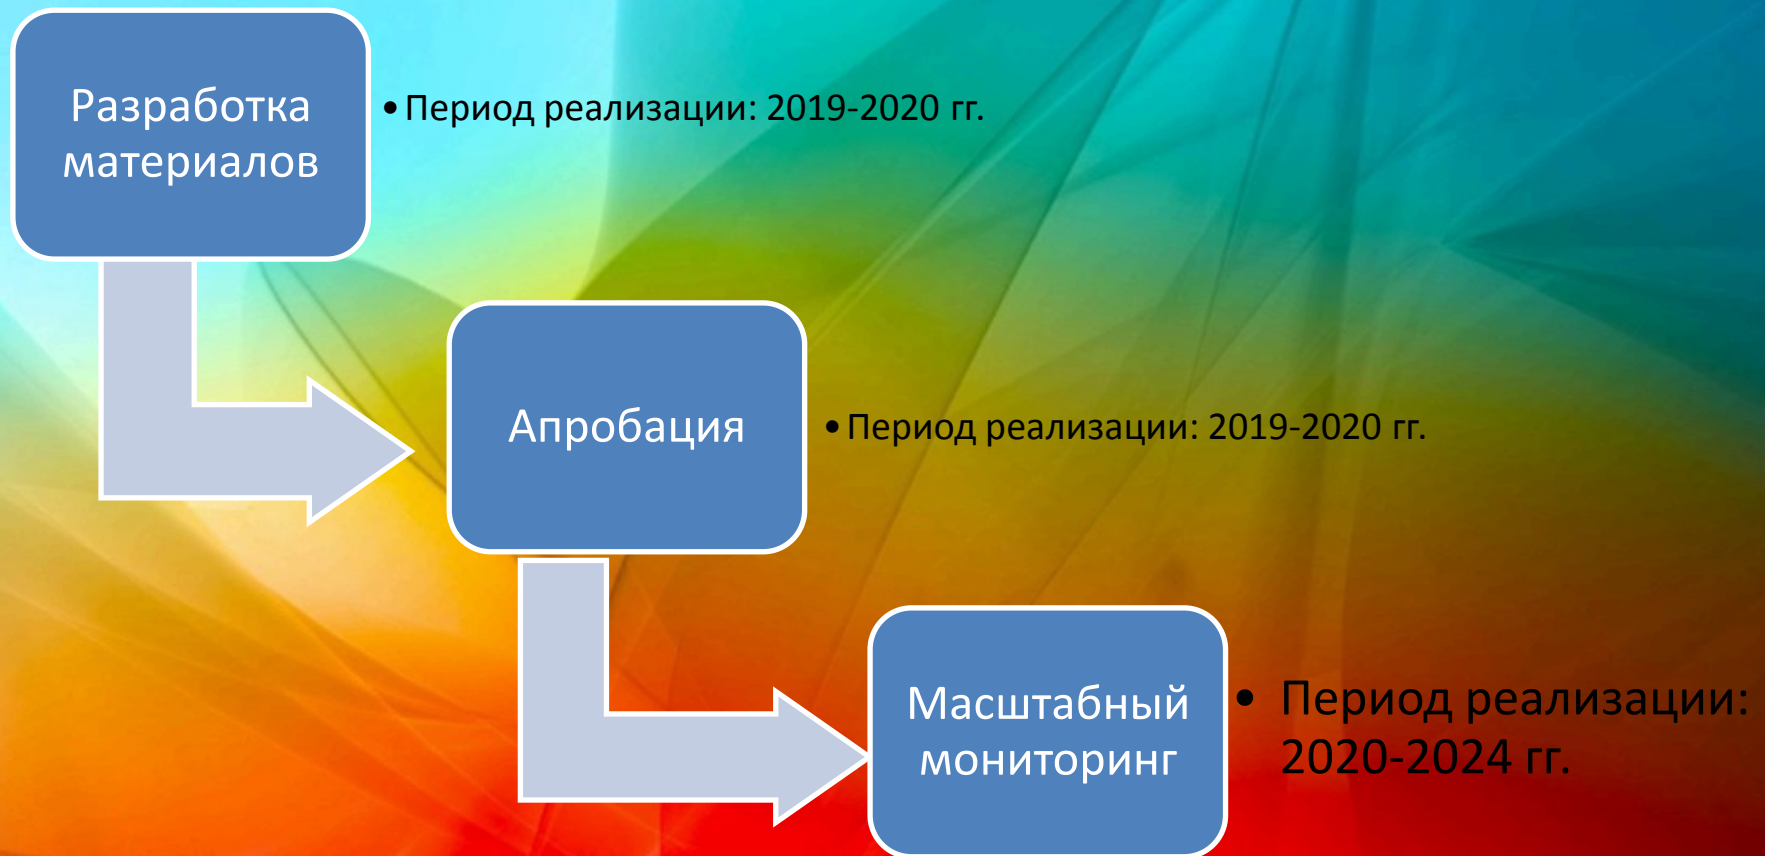 Разработка
материалов
• Период реализации: 2019-2020 гг.
Апробация
• Период реализации: 2019-2020 гг.
Масштабный
мониторинг
• Период реализации:
2020-2024 гг.